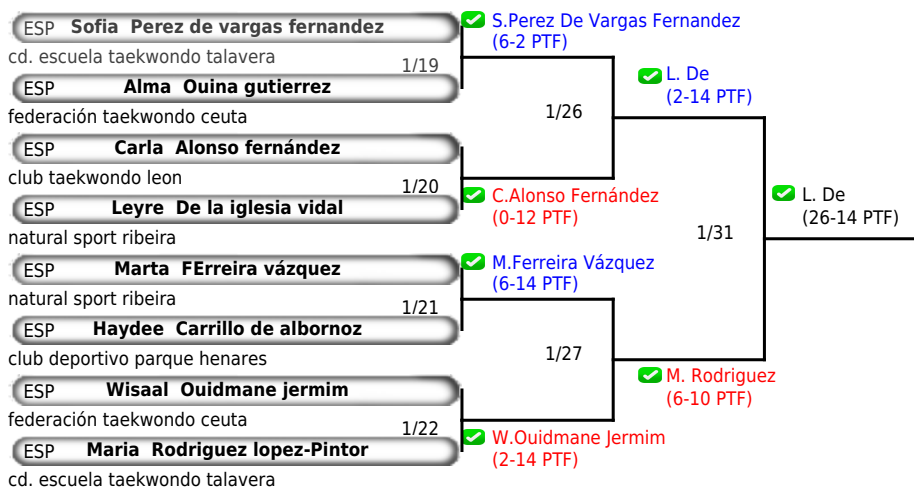 ESP Sofia Perez de vargas fernandez
cd. escuela taekwondo talavera
1/19
ESP Alma Ouina gutierrez
federación taekwondo ceuta
ESP Carla Alonso fernández
club taekwondo leon
1/20
ESP Leyre De la iglesia vidal
natural sport ribeira
ESP Marta FErreira vázquez
natural sport ribeira
1/21
ESP Haydee Carrillo de albornoz
club deportivo parque henares
ESP Wisaal Ouidmane jermim
federación taekwondo ceuta
1/22
ESP Maria Rodriguez lopez-Pintor
cd. escuela taekwondo talavera
S.Perez De Vargas Fernandez
(6-2 PTF)
1/26
C.Alonso Fernández
(0-12 PTF)
M.Ferreira Vázquez
(6-14 PTF)
1/27
W.Ouidmane Jermim
(2-14 PTF)
L. De
(2-14 PTF)
1/31
M. Rodriguez
(6-10 PTF)
L. De
(26-14 PTF)